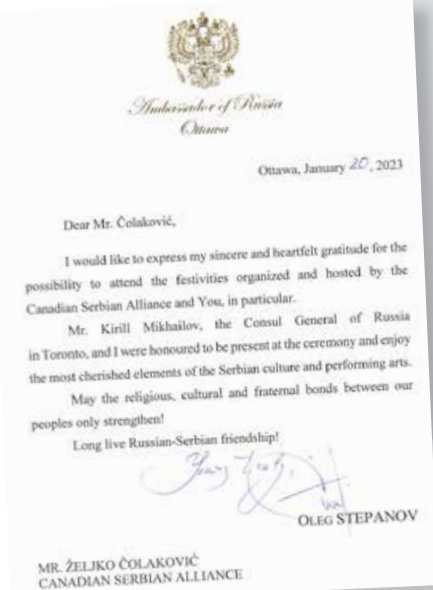 Ambassador of Russia
Ottawa
Ottawa, January 20, 2023
Dear Mr. Čolaković,
I would like to express my sincere and heartfelt gratitude for the
possibility to attend the festivities organized and hosted by the
Canadian Serbian Alliance and You, in particular.
Mr. Kirill Mikhailov, the Consul General of Russia
in Toronto, and I were honoured to be present at the ceremony and enjoy
the most cherished elements of the Serbian culture and performing arts.
May the religious, cultural and fraternal bonds between our
peoples only strengthen!
Long live Russian-Serbian friendship!
Yours truly,
OLEG STEPANOV
MR. ŽELJKO ČOLAKOVIĆ
CANADIAN SERBIAN ALLIANCE